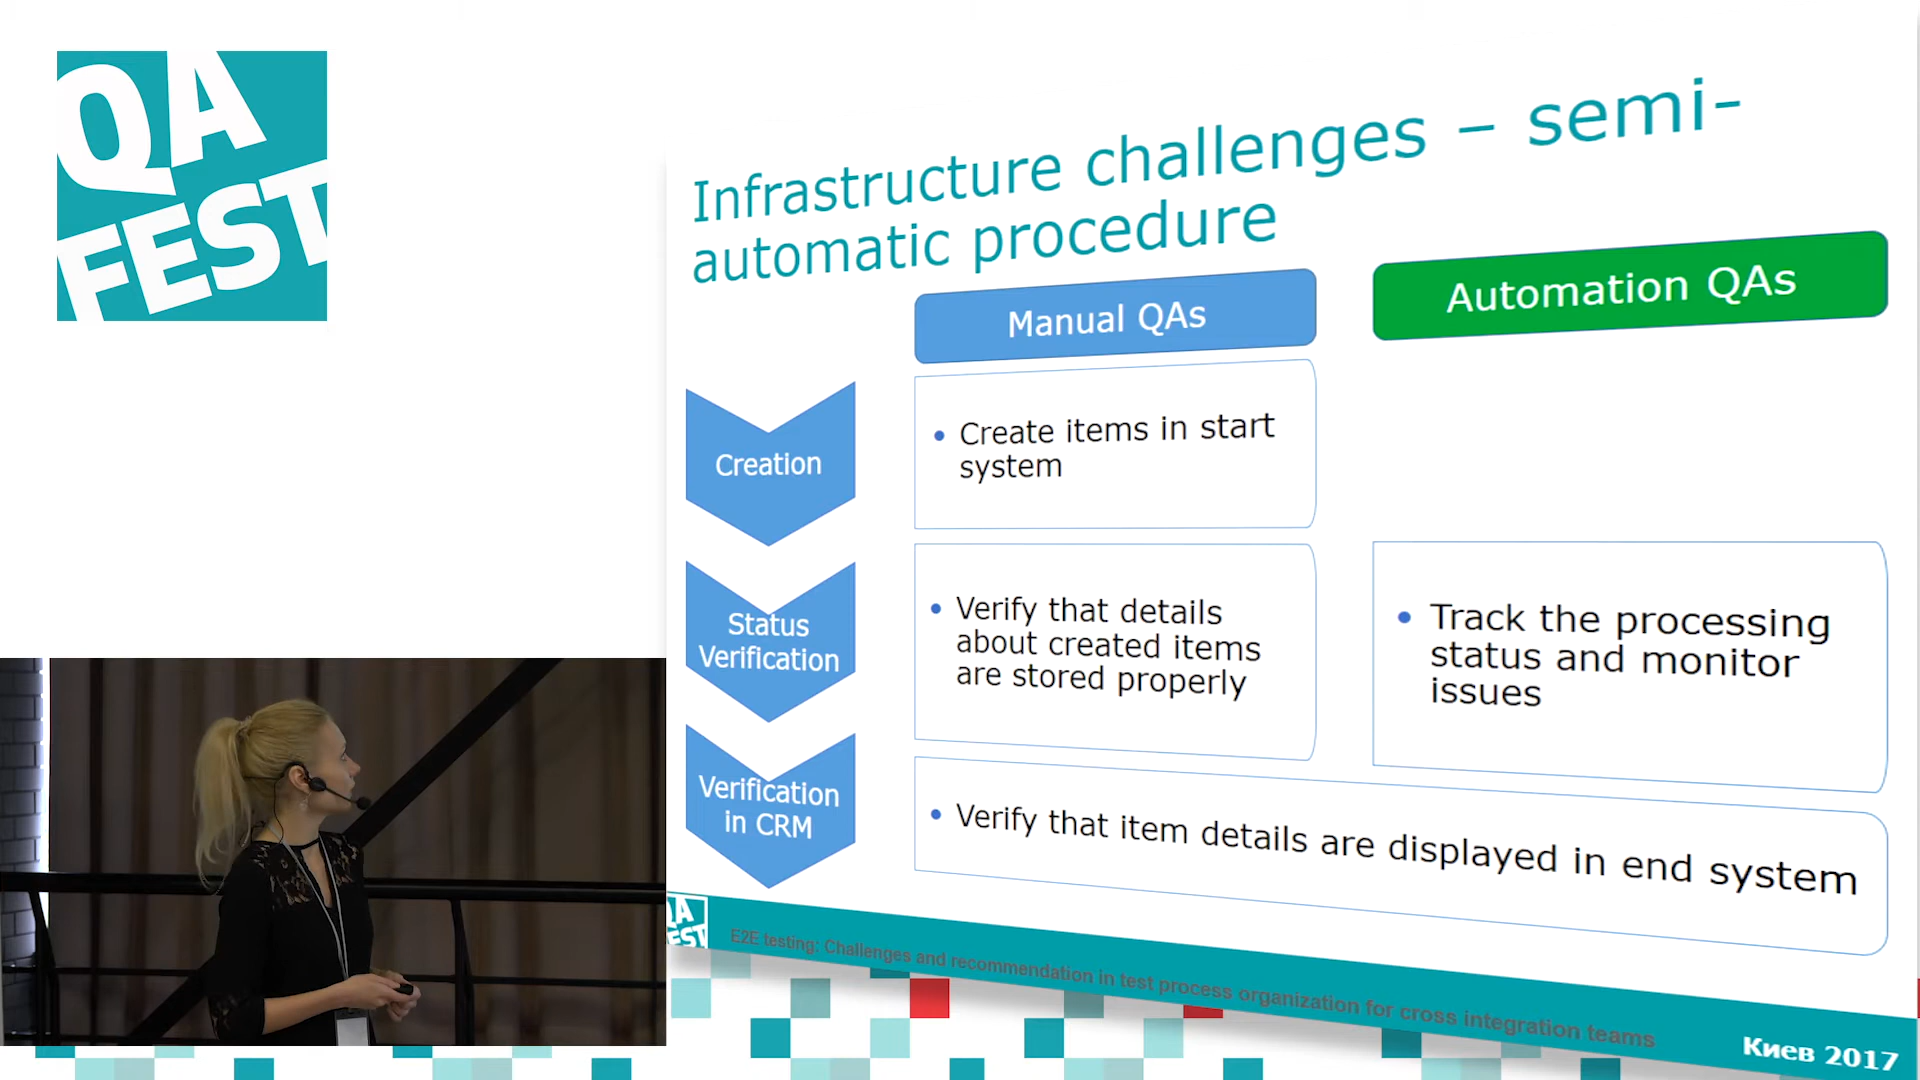 QA
FEST
Infrastructure challenges – semi-
automatic procedure
Manual QAs
Automation QAs
Creation
• Create items in start
system
Status
Verification
• Verify that details
about created items
are stored properly
• Track the processing
status and monitor
issues
Verification
in CRM
• Verify that item details are displayed in end system
QA
FEST
E2E testing: Challenges and recommendation in test process organization for cross integration teams
Киев 2017